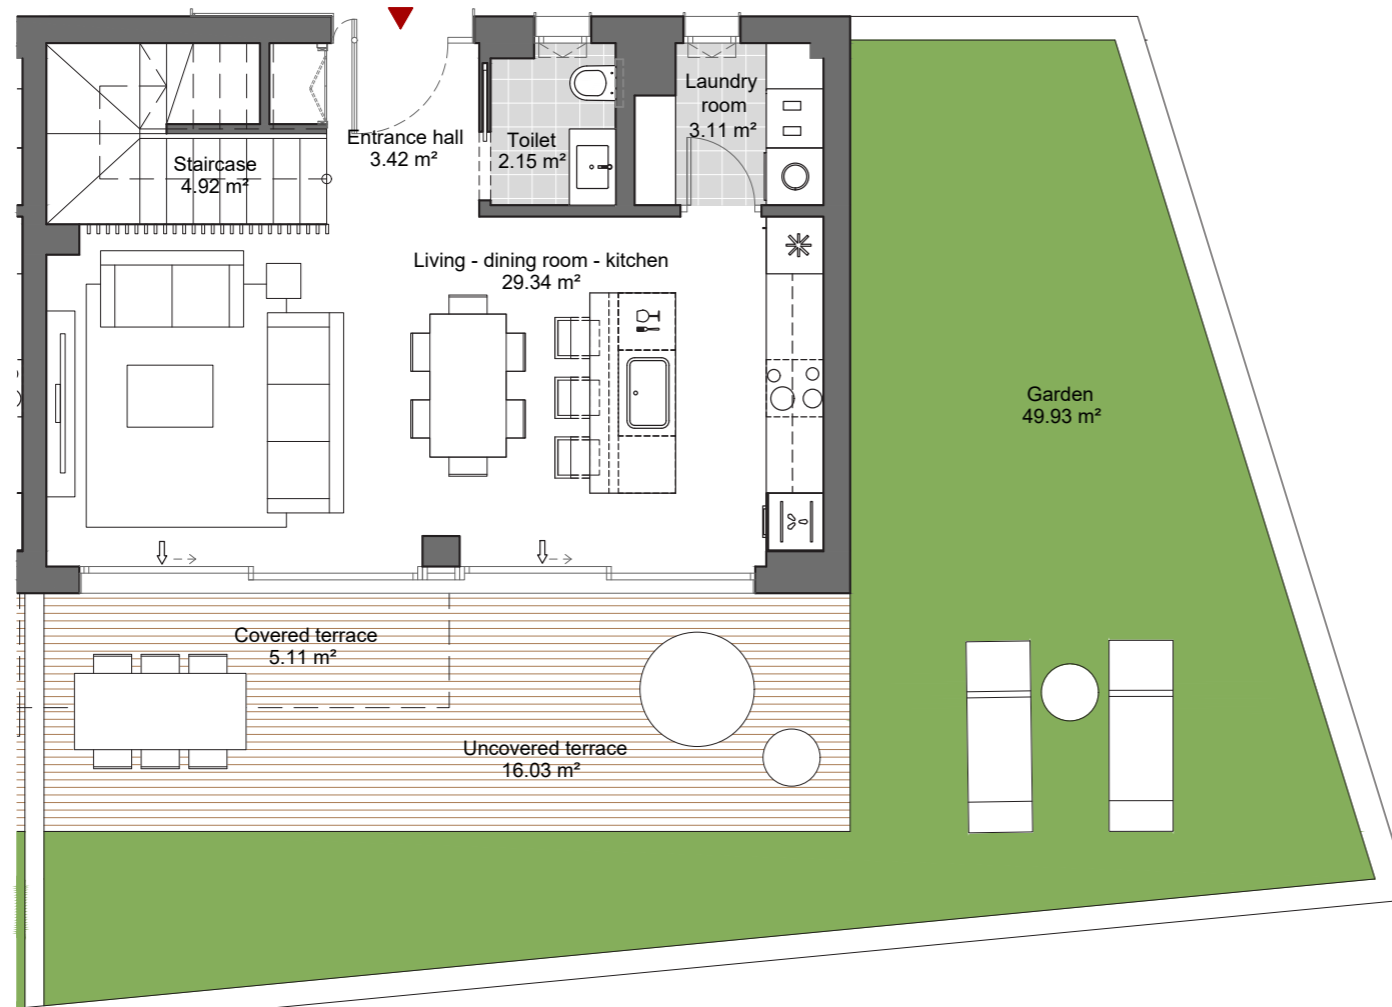 Laundry
room
3.11 m²
Entrance hall
3.42 m²
Toilet
2.15 m²
Staircase
4.92 m²
Living - dining room - kitchen
29.34 m²
Garden
49.93 m²
Covered terrace
5.11 m²
Uncovered terrace
16.03 m²